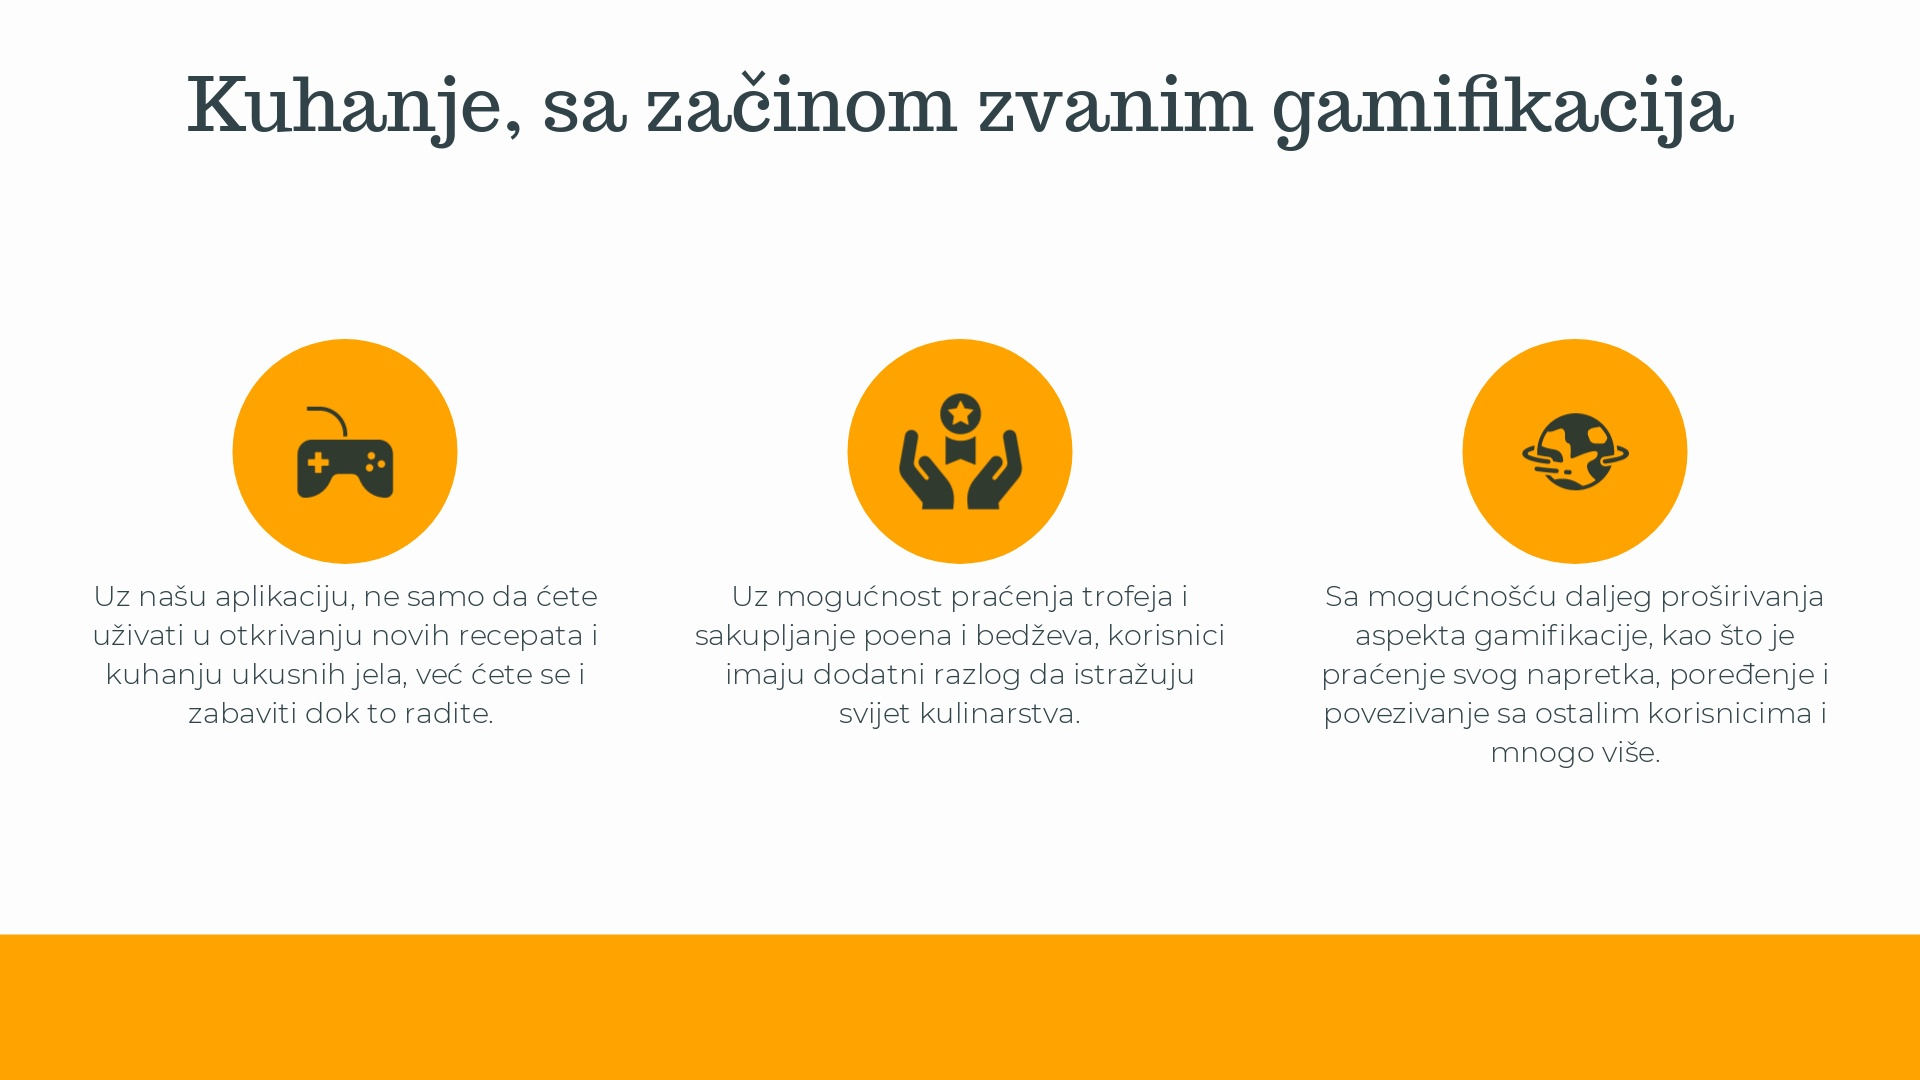 Kuhanje, sa začinom zvanim gamifikacija
Uz našu aplikaciju, ne samo da ćete
uživati u otkrivanju novih recepata i
kuhanju ukusnih jela, već ćete se i
zabaviti dok to radite.
Uz mogućnost praćenja trofeja i
sakupljanje poena i bedževa, korisnici
imaju dodatni razlog da istražuju
svijet kulinarstva.
Sa mogućnošću daljeg proširivanja
aspekta gamifikacije, kao što je
praćenje svog napretka, poređenje i
povezivanje sa ostalim korisnicima i
mnogo više.